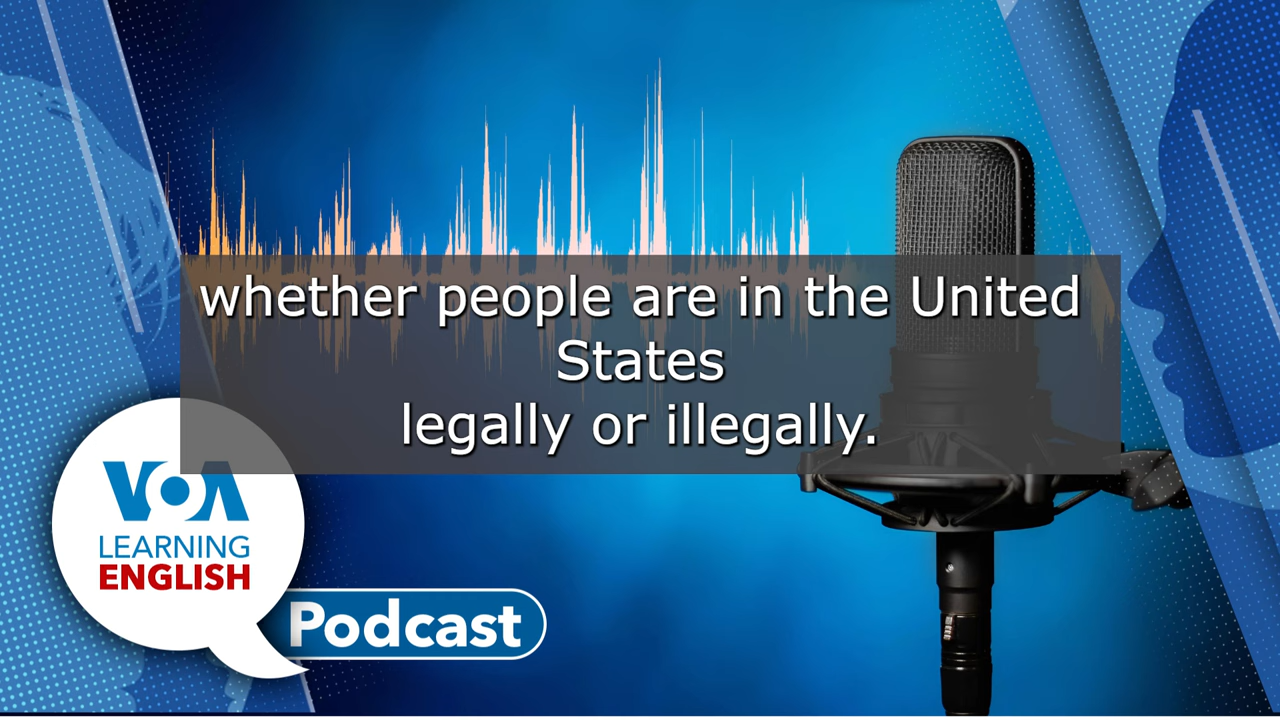 whether people are in the United
States
legally or illegally.
VOA
LEARNING
ENGLISH
Podcast